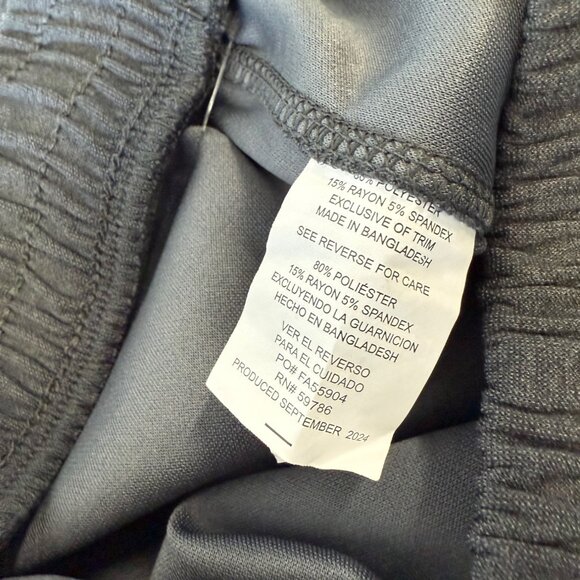 80% POLYESTER
15% RAYON 5% SPANDEX
EXCLUSIVE OF TRIM
MADE IN BANGLADESH
SEE REVERSE FOR CARE
80% POLIÉSTER
15% RAYON 5% SPANDEX
EXCLUYENDO LA GUARNICION
HECHO EN BANGLADESH
VER EL REVERSO
PARA EL CUIDADO
PO# FA55904
RN# 59786
PRODUCED SEPTEMBER 2024